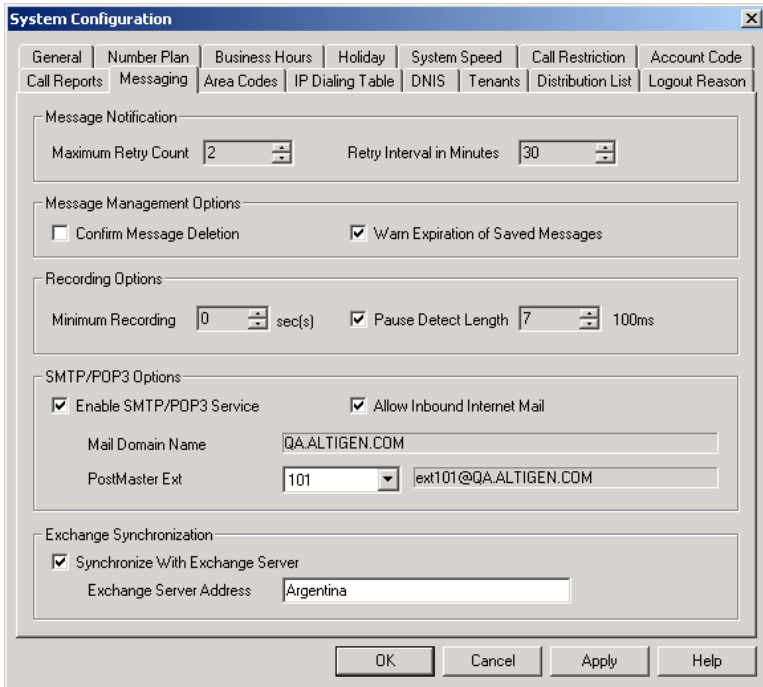 System Configuration
General Number Plan Business Hours Holiday System Speed Call Restriction Account Code
Call Reports Messaging Area Codes IP Dialing Table DNIS Tenants Distribution List Logout Reason
Message Notification
Maximum Retry Count 2 Retry Interval in Minutes 30
Message Management Options
Confirm Message Deletion Warn Expiration of Saved Messages
Recording Options
Minimum Recording 0 sec(s) Pause Detect Length 7 100ms
SMTP/POP3 Options
Enable SMTP/POP3 Service Allow Inbound Internet Mail
Mail Domain Name QA.ALTIGEN.COM
PostMaster Ext 101 ext101@QA.ALTIGEN.COM
Exchange Synchronization
Synchronize With Exchange Server
Exchange Server Address Argentina
OK Cancel Apply Help